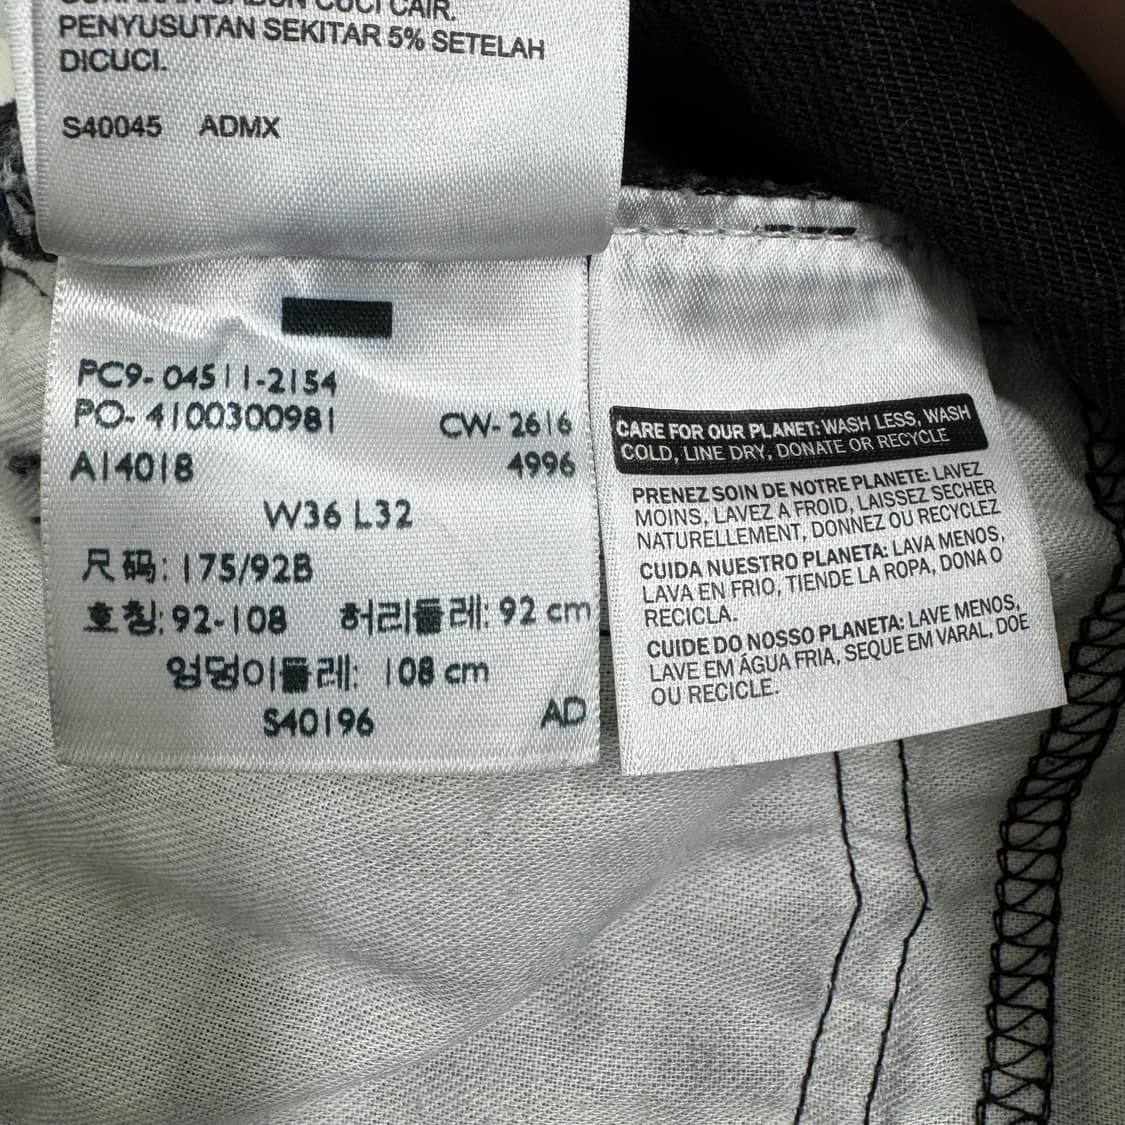 PENYUSUTAN SEKITAR 5% SETELAH
DICUCI.
S40045 ADMX
PC9-04511-2154
PO-4100300981 CW-2616
A14018 4996
W36 L32
尺码: 175/92B
호칭: 92-108 허리둘레: 92 cm
엉덩이둘레: 108 cm
S40196 AD
CARE FOR OUR PLANET: WASH LESS, WASH
COLD, LINE DRY, DONATE OR RECYCLE
PRENEZ SOIN DE NOTRE PLANETE: LAVEZ
MOINS, LAVEZ A FROID, LAISSEZ SECHER
NATURELLEMENT, DONNEZ OU RECYCLEZ
CUIDA NUESTRO PLANETA: LAVA MENOS,
LAVA EN FRIO, TIENDE LA ROPA, DONA O
RECICLA.
CUIDE DO NOSSO PLANETA: LAVE MENOS,
LAVE EM ÁGUA FRIA, SEQUE EM VARAL, DOE
OU RECICLE.